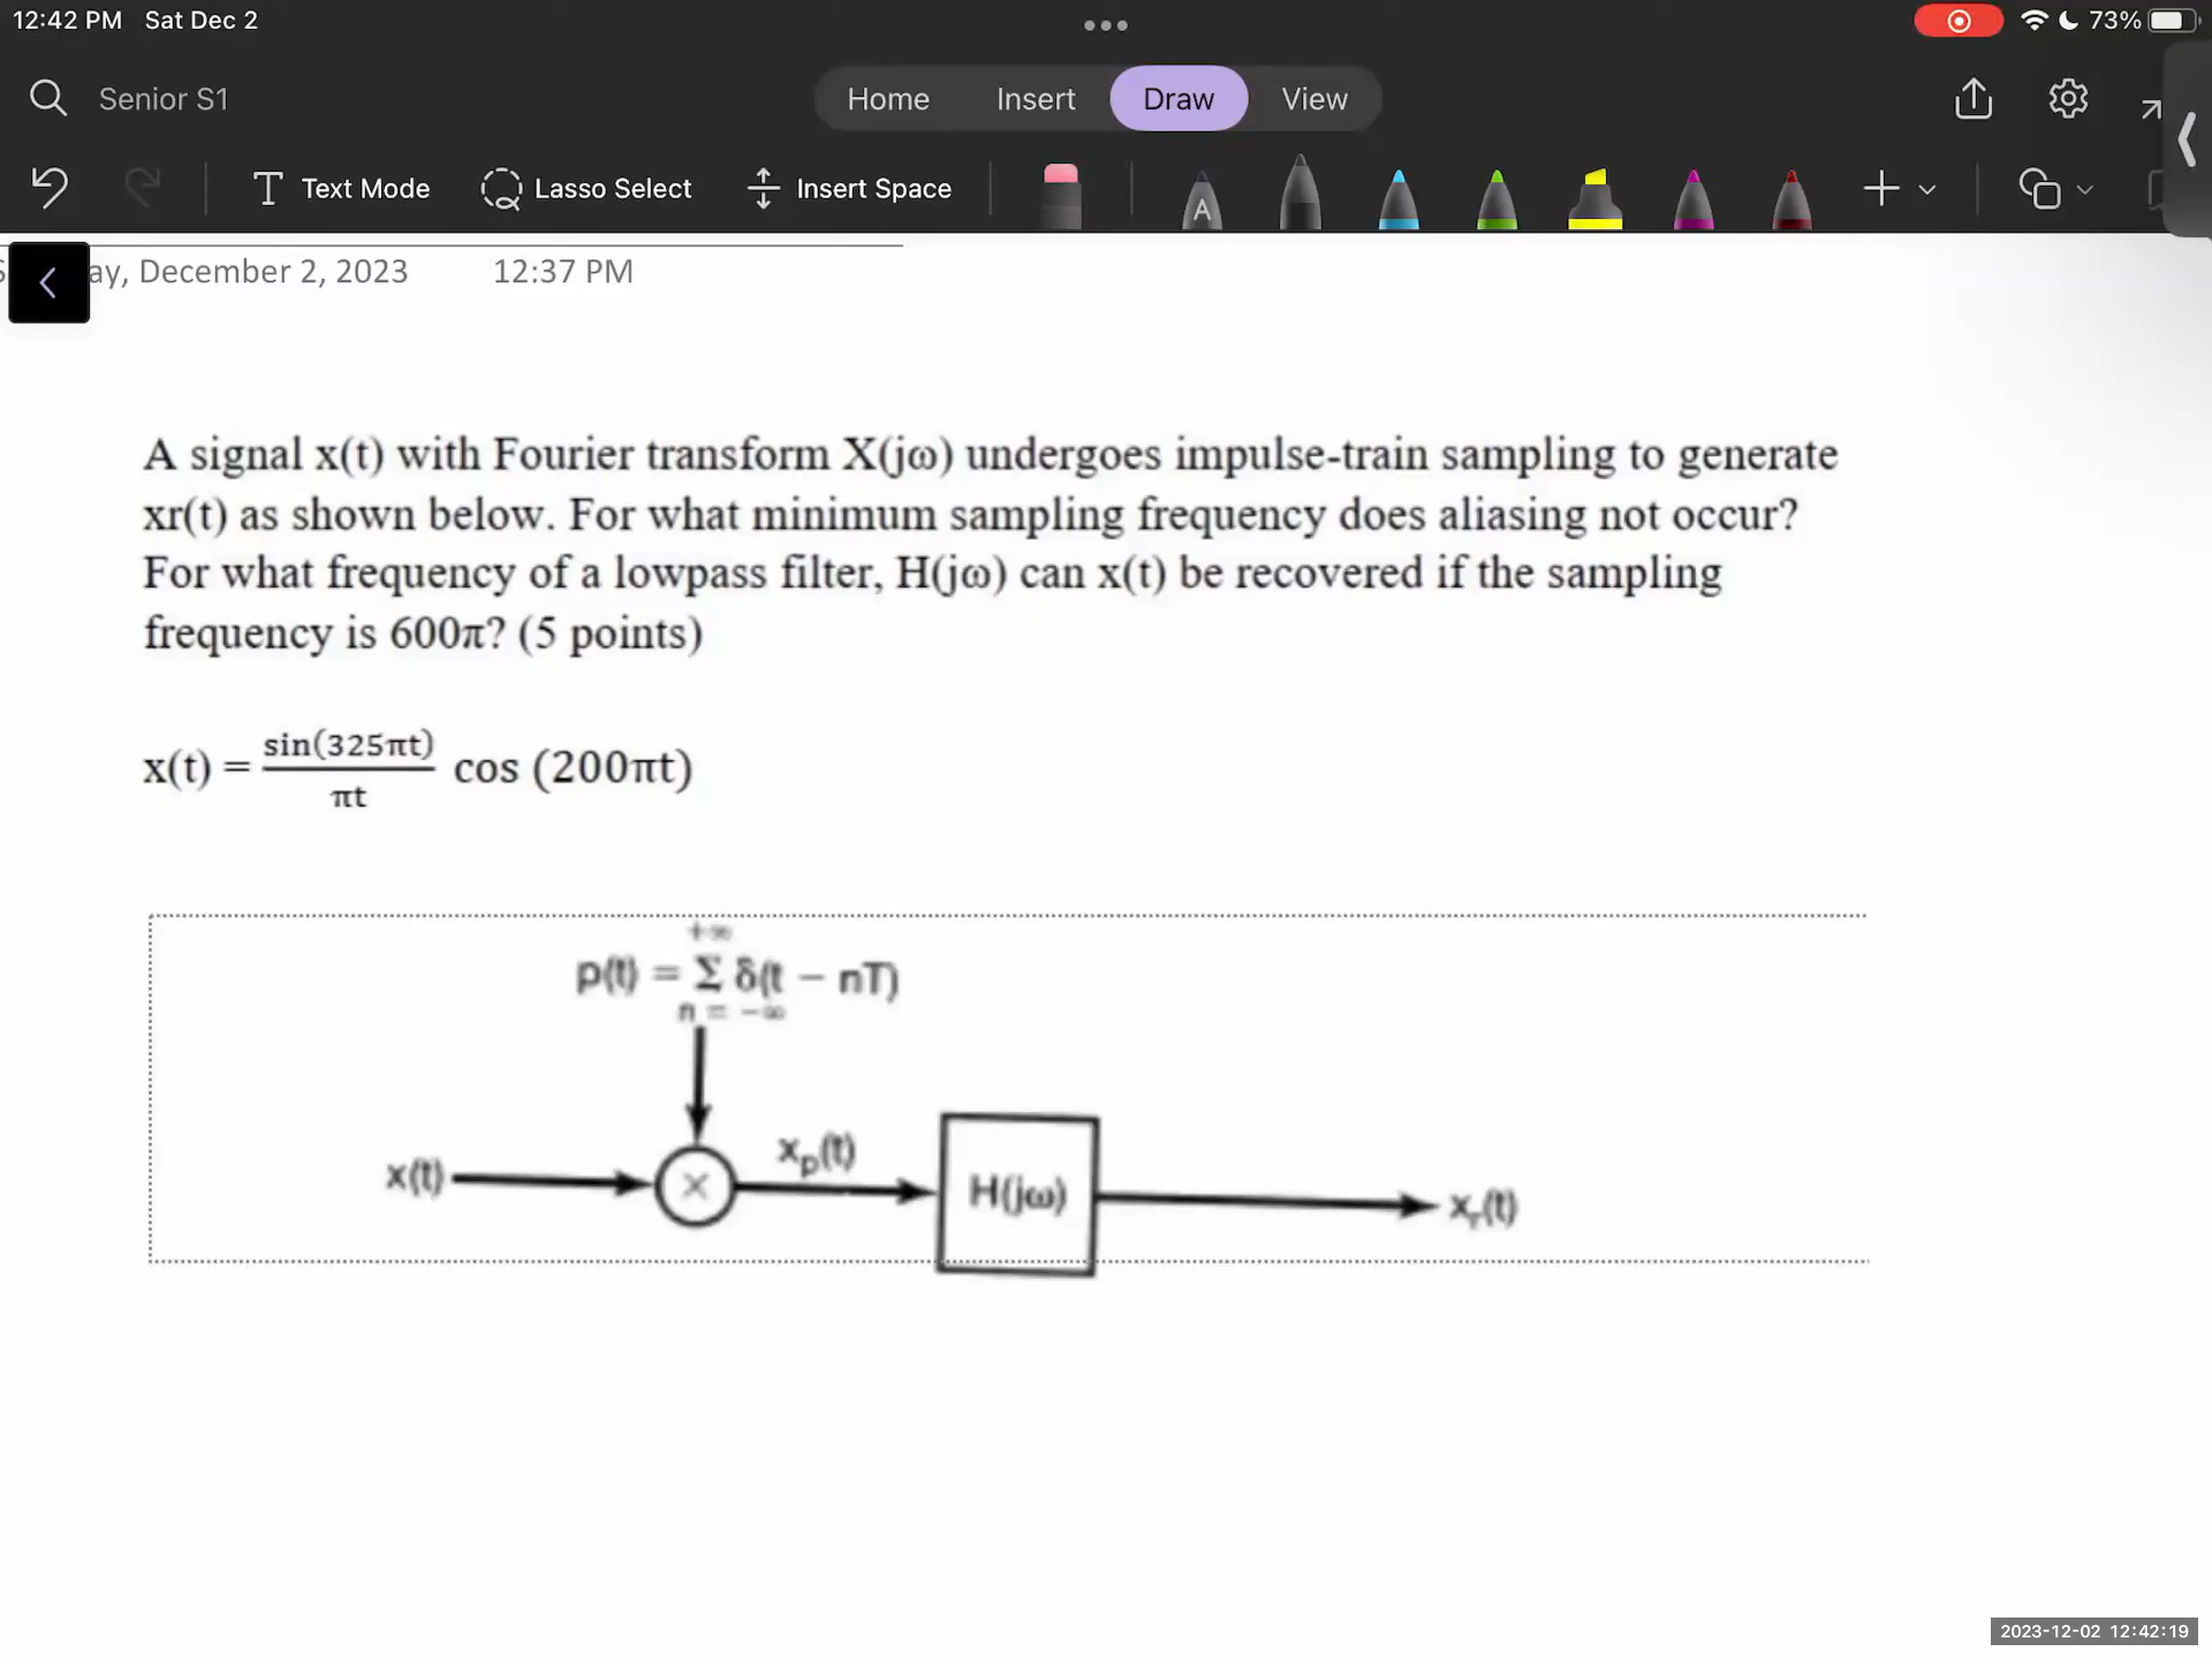 12:42 PM Sat Dec 2
73%
Senior S1
Home Insert Draw View
Text Mode Lasso Select Insert Space
A
ay, December 2, 2023 12:37 PM
A signal x(t) with Fourier transform X(jω) undergoes impulse-train sampling to generate
xr(t) as shown below. For what minimum sampling frequency does aliasing not occur?
For what frequency of a lowpass filter, H(jω) can x(t) be recovered if the sampling
frequency is 600π? (5 points)
x(t) = sin(325πt)/πt cos (200πt)
+∞
p(t) = Σ δ(t − nT)
n = −∞
x(t) × xₚ(t) H(jω) xᵣ(t)
2023-12-02 12:42:19